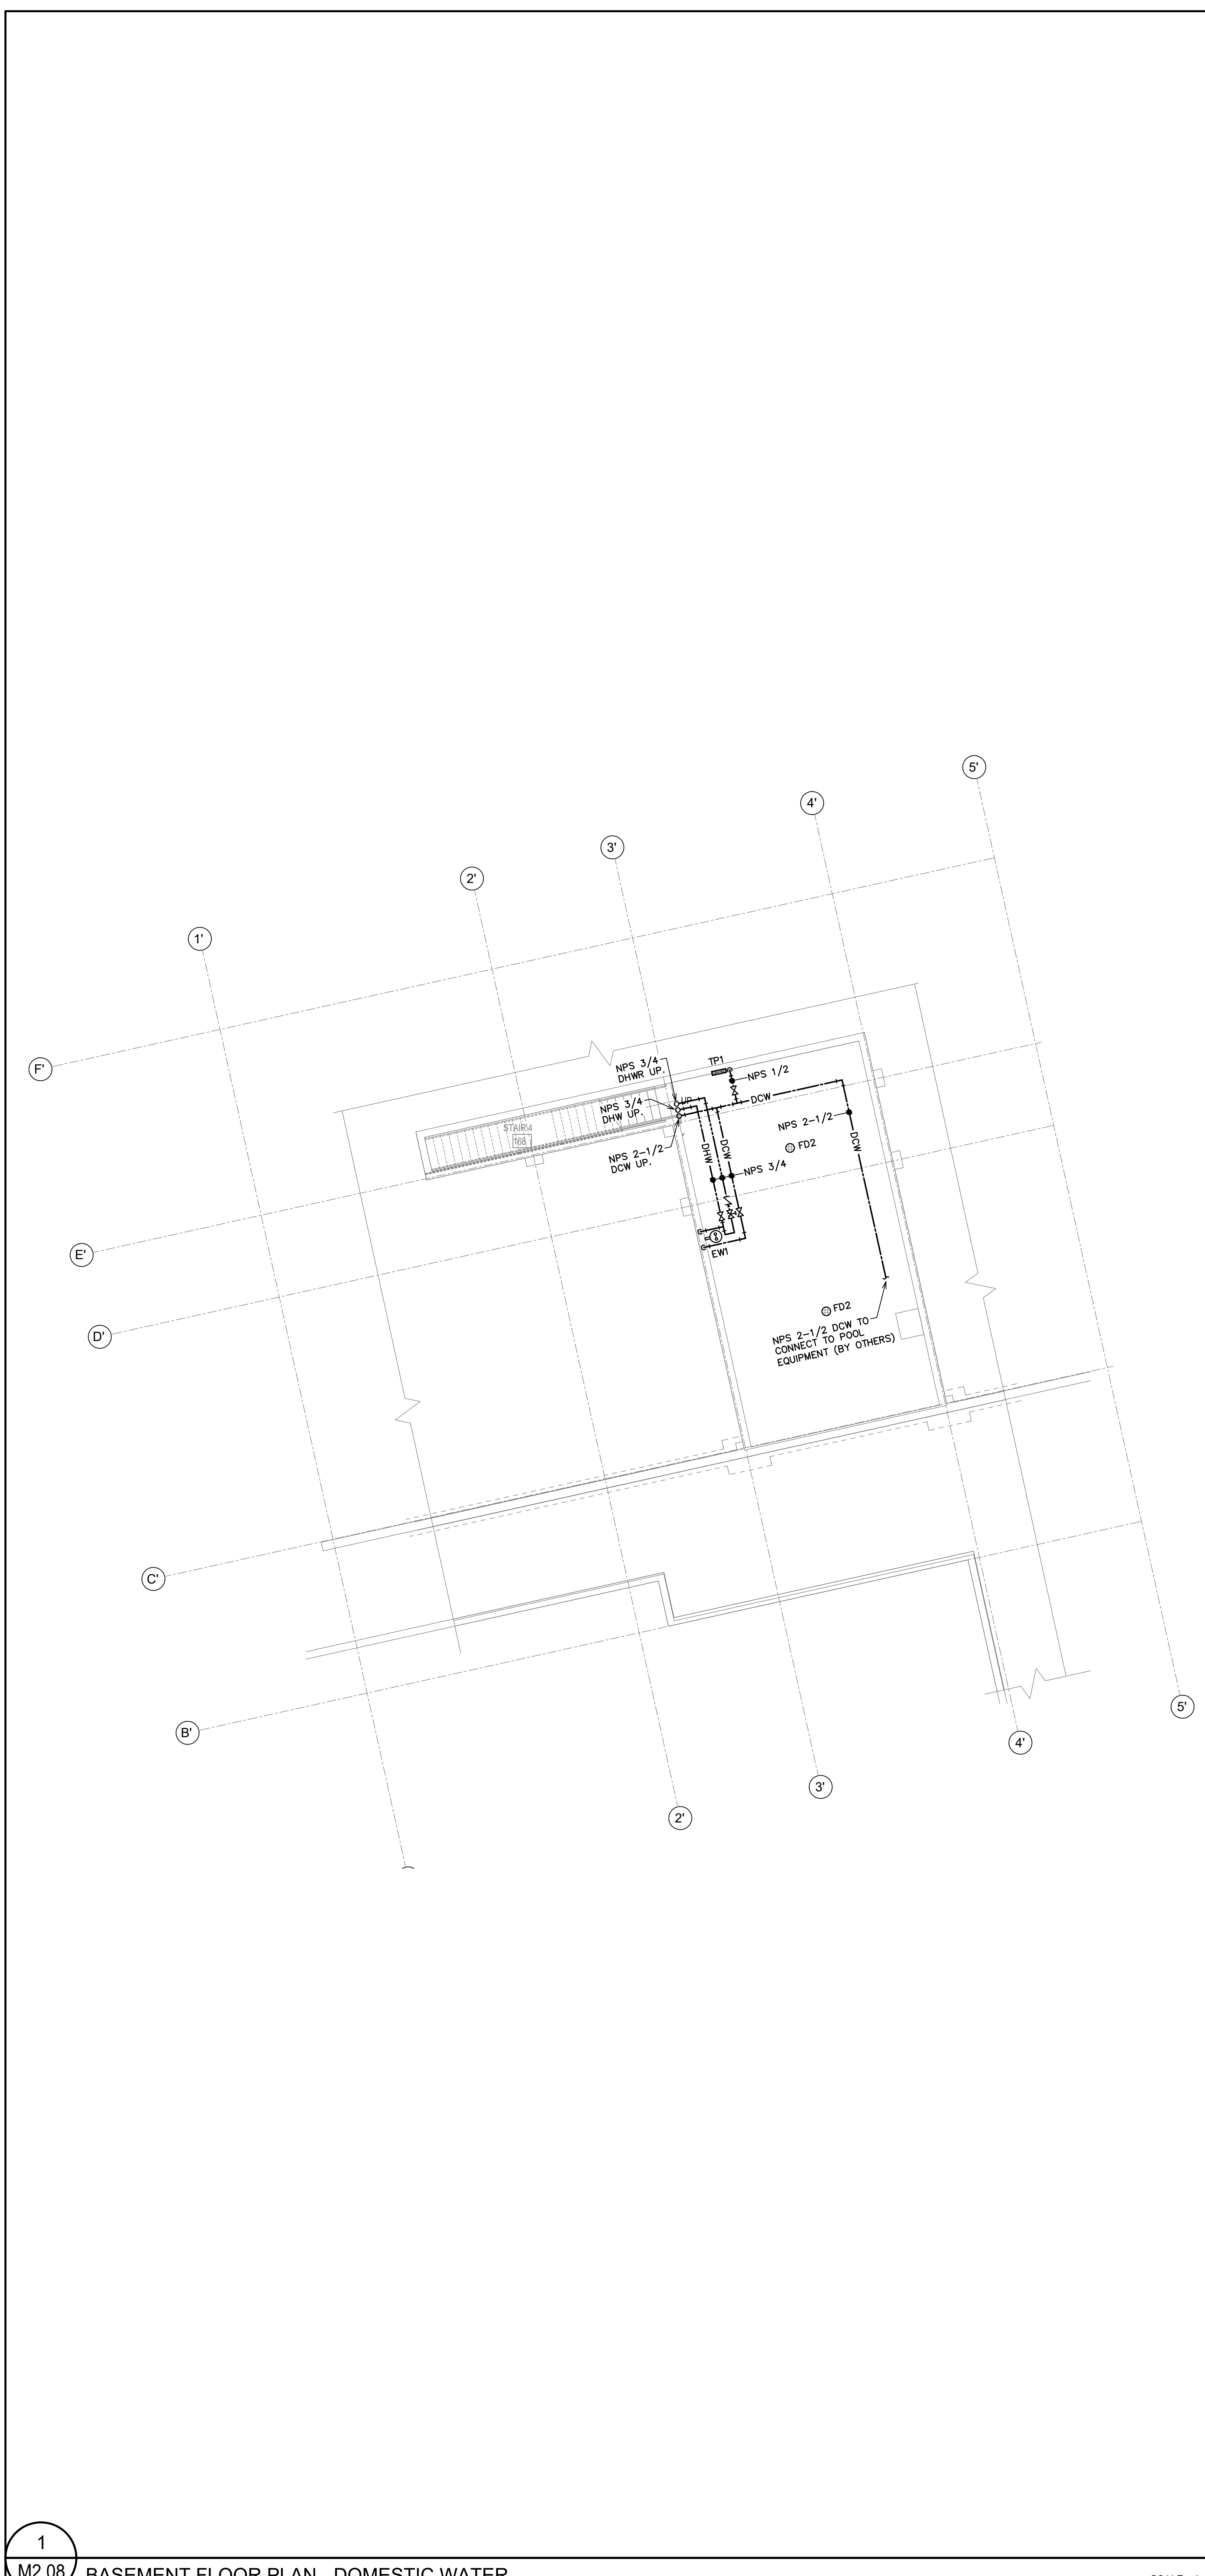 5'
4'
3'
2'
1'
F'
E'
D'
C'
B'
5'
4'
3'
2'
NPS 3/4
DHWR UP.
TP1
NPS 1/2
UP
NPS 3/4
DHW UP.
DCW
STAIR 4
168
NPS 2-1/2
DCW UP.
NPS 2-1/2
FD2
DCW
DHW
DCW
NPS 3/4
EW1
FD2
NPS 2-1/2 DCW TO
CONNECT TO POOL
EQUIPMENT (BY OTHERS)
1
M2.08
BASEMENT FLOOR PLAN - DOMESTIC WATER